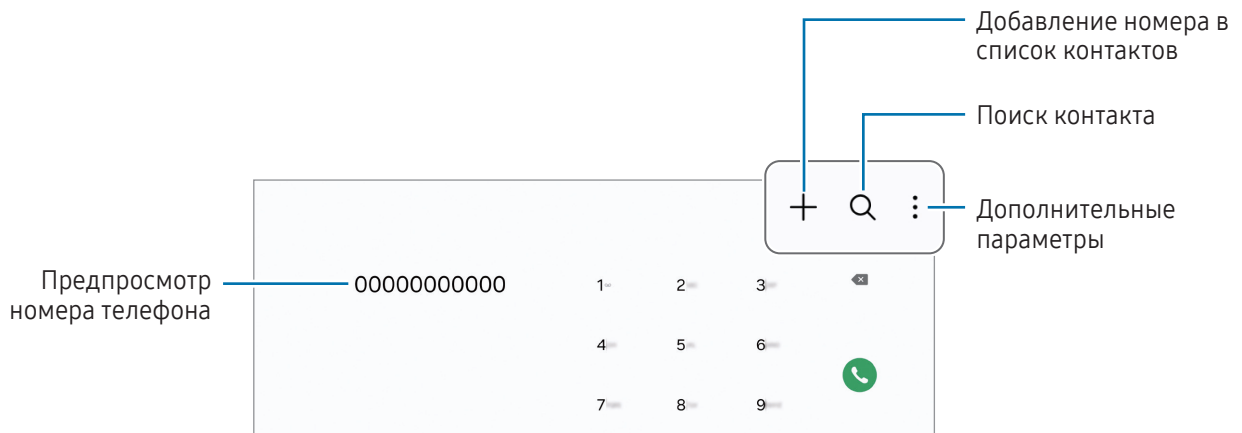 Добавление номера в
список контактов
Поиск контакта
Дополнительные
параметры
Предпросмотр
номера телефона
00000000000
1 2 3
4 5 6
7 8 9